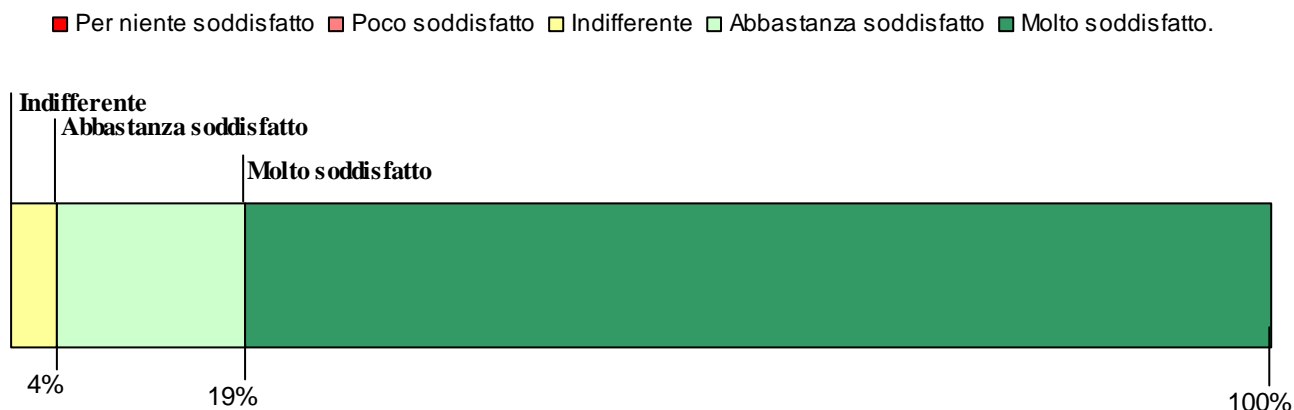 Per niente soddisfatto Poco soddisfatto Indifferente Abbastanza soddisfatto Molto soddisfatto.
Indifferente
Abbastanza soddisfatto
Molto soddisfatto
4%
19%
100%